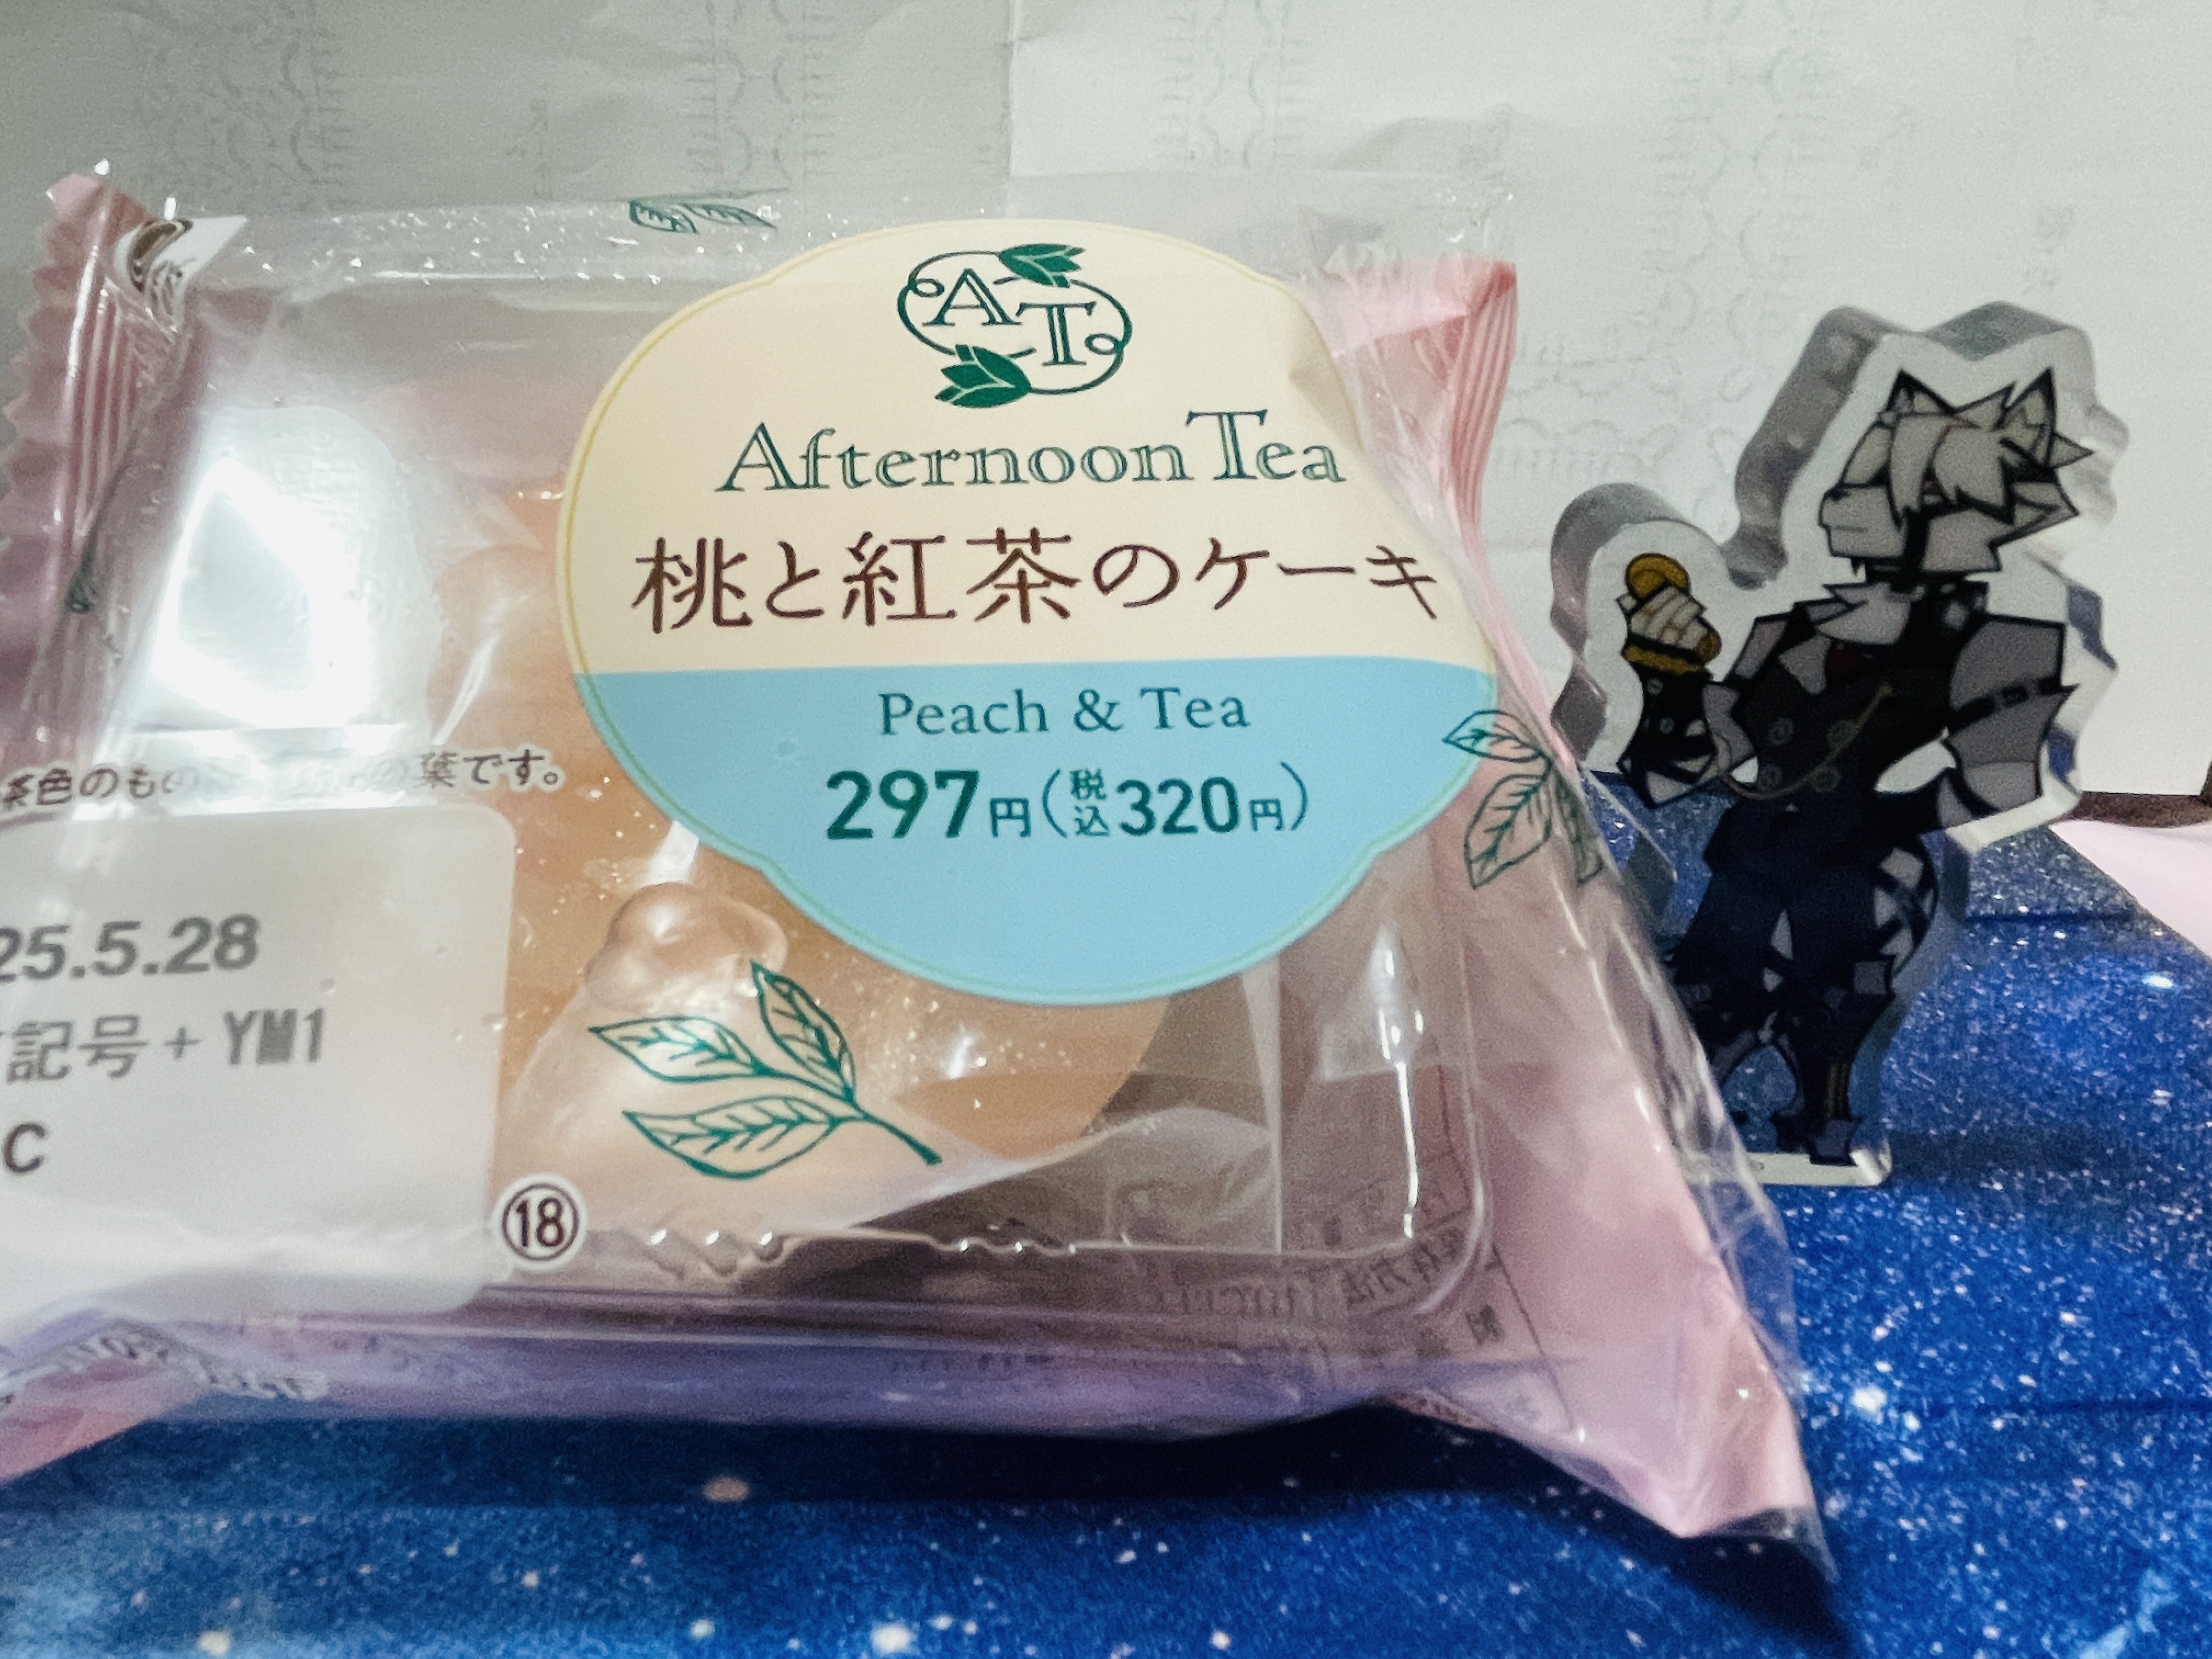 AT
Afternoon Tea
桃と紅茶のケーキ
Peach & Tea
297円(税込320円)
茶色のもの
葉です。
25.5.28
記号+YM1
C
⑱